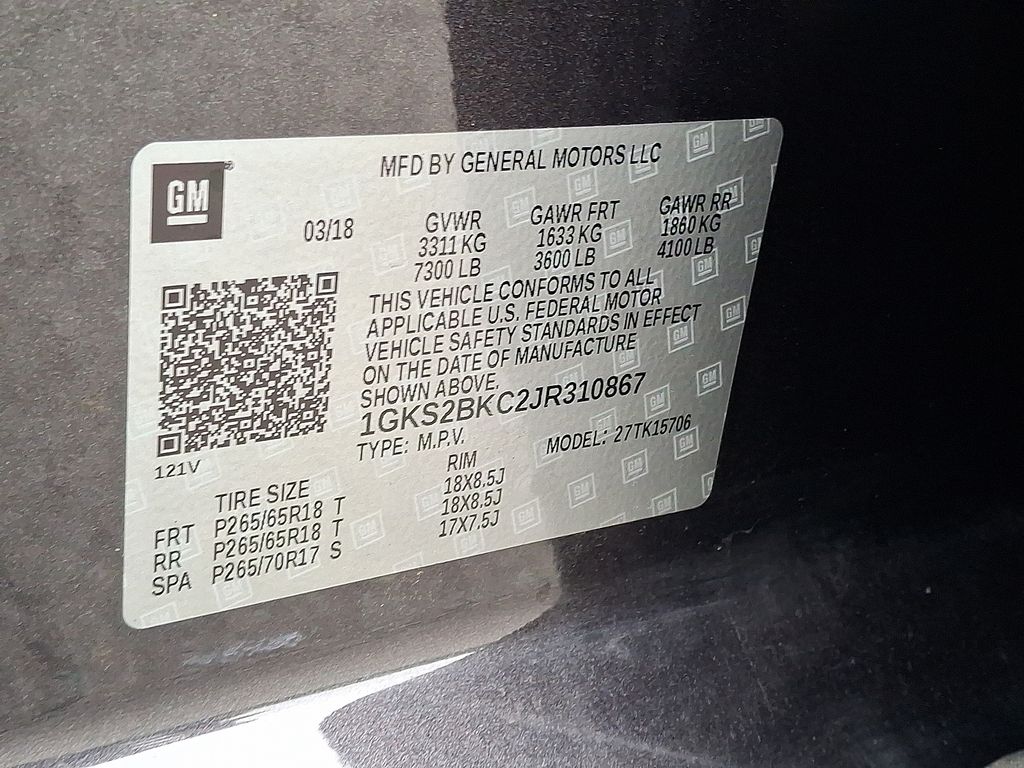 GM
MFD BY GENERAL MOTORS LLC
03/18
GVWR GAWR FRT GAWR RR
3311 KG 1633 KG 1860 KG
7300 LB 3600 LB 4100 LB
THIS VEHICLE CONFORMS TO ALL
APPLICABLE U.S. FEDERAL MOTOR
VEHICLE SAFETY STANDARDS IN EFFECT
ON THE DATE OF MANUFACTURE
SHOWN ABOVE.
1GKS2BKC2JR310867
TYPE: M.P.V. MODEL: 27TK15706
121V
TIRE SIZE RIM
FRT P265/65R18 T 18X8.5J
RR P265/65R18 T 18X8.5J
SPA P265/70R17 S 17X7.5J